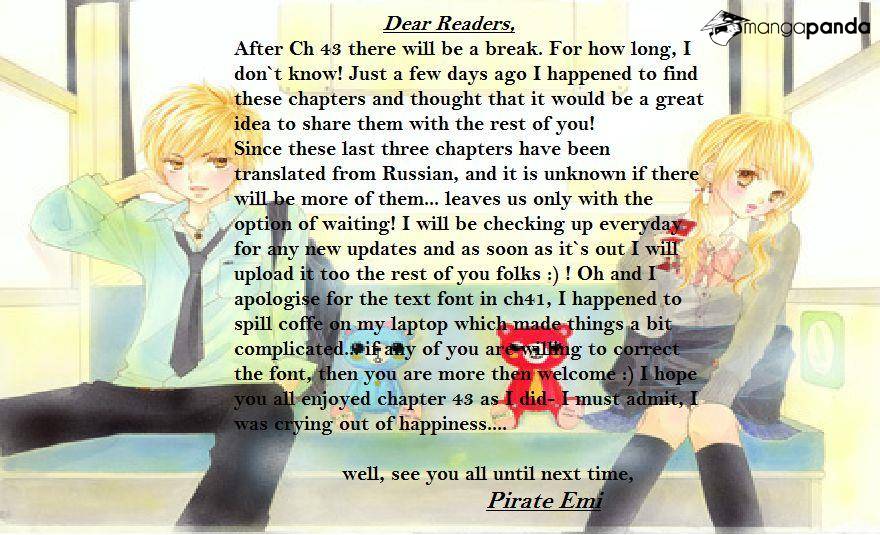 mangapanda
Dear Readers,
After Ch 43 there will be a break. For how long, I
don`t know! Just a few days ago I happened to find
these chapters and thought that it would be a great
idea to share them with the rest of you!
Since these last three chapters have been
translated from Russian, and it is unknown if there
will be more of them... leaves us only with the
option of waiting! I will be checking up everyday
for any new updates and as soon as it`s out I will
upload it too the rest of you folks :) ! Oh and I
apologise for the text font in ch41, I happened to
spill coffe on my laptop which made things a bit
complicated... if any of you are willing to correct
the font, then you are more then welcome :) I hope
you all enjoyed chapter 43 as I did- I must admit, I
was crying out of happiness....
well, see you all until next time,
Pirate Emi